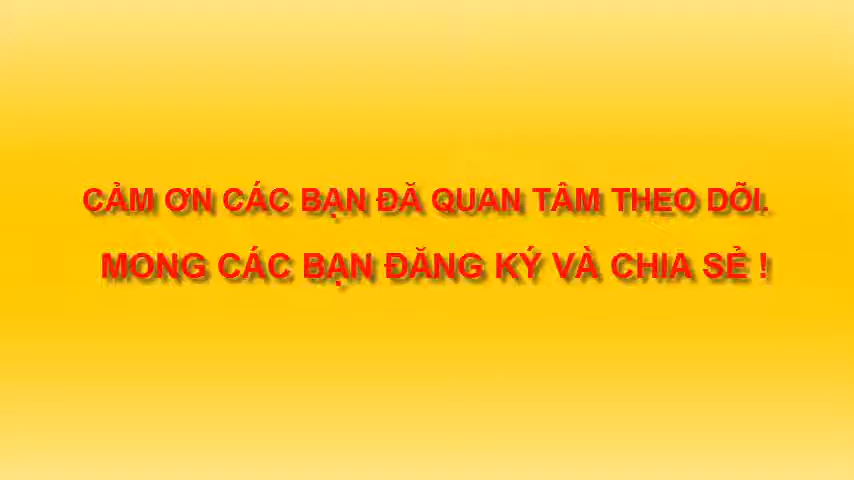 CẢM ƠN CÁC BẠN ĐÃ QUAN TÂM THEO DÕI.
MONG CÁC BẠN ĐĂNG KÝ VÀ CHIA SẺ !